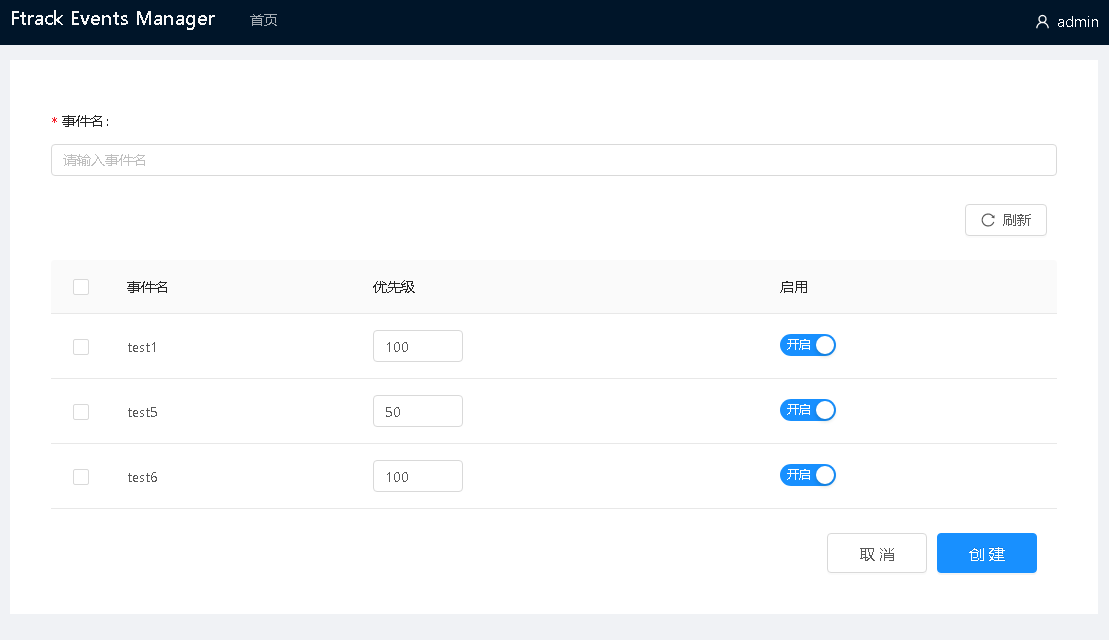 Ftrack Events Manager 首页 admin
* 事件名:
请输入事件名
刷新
事件名 优先级 启用
test1 100 开启
test5 50 开启
test6 100 开启
取消 创建